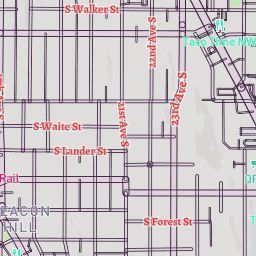 S Walker St
22nd Ave S
Taco Time NW
23rd Ave S
21st Ave S
S Waite St
S Lander St
Rail
EACON
HILL
S Forest St